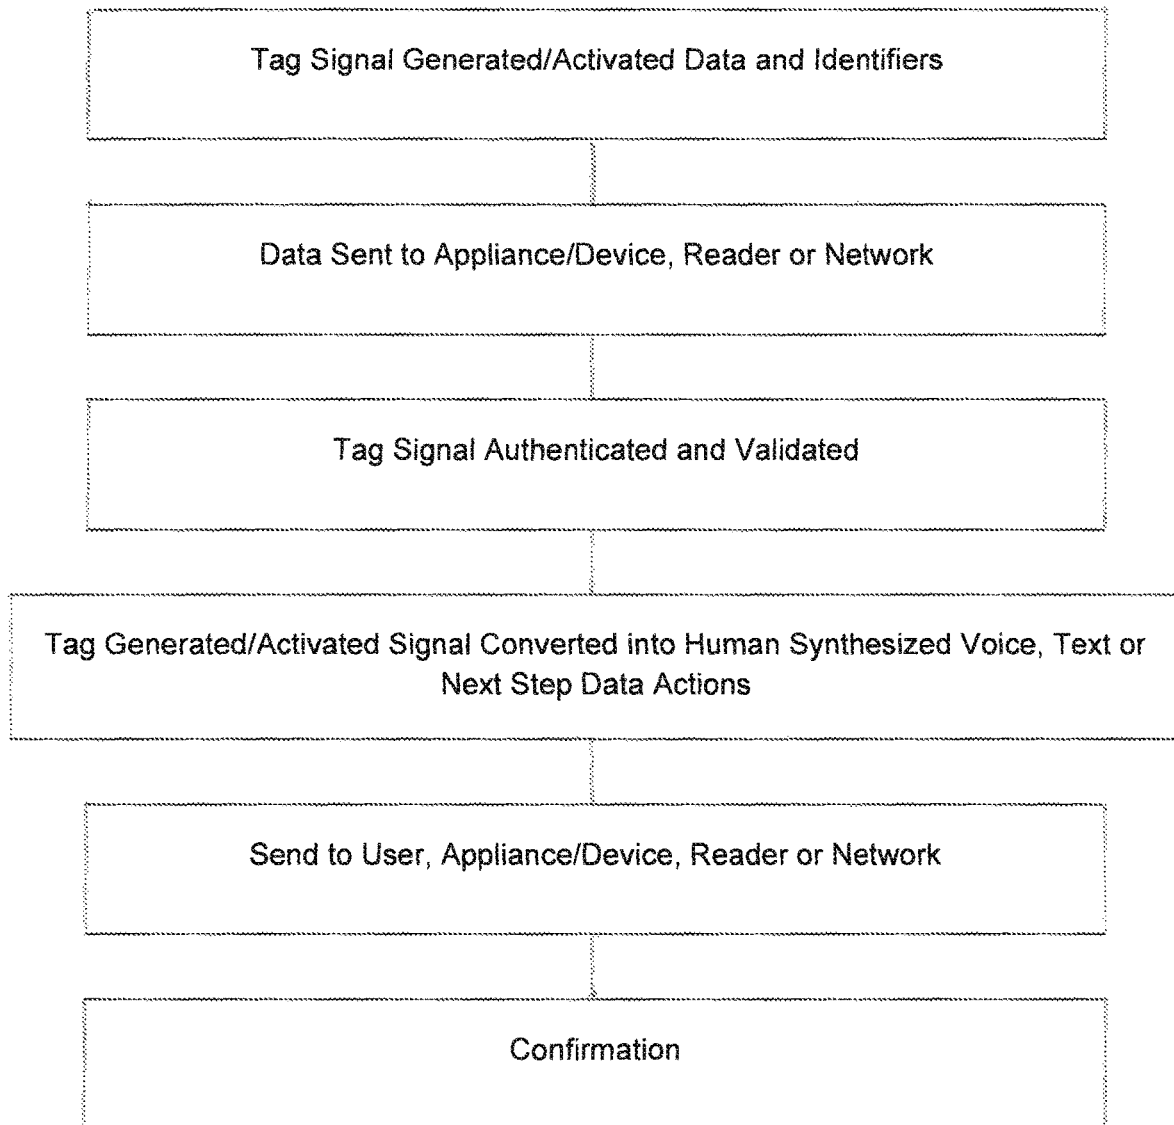 Tag Signal Generated/Activated Data and Identifiers
Data Sent to Appliance/Device, Reader or Network
Tag Signal Authenticated and Validated
Tag Generated/Activated Signal Converted into Human Synthesized Voice, Text or
Next Step Data Actions
Send to User, Appliance/Device, Reader or Network
Confirmation